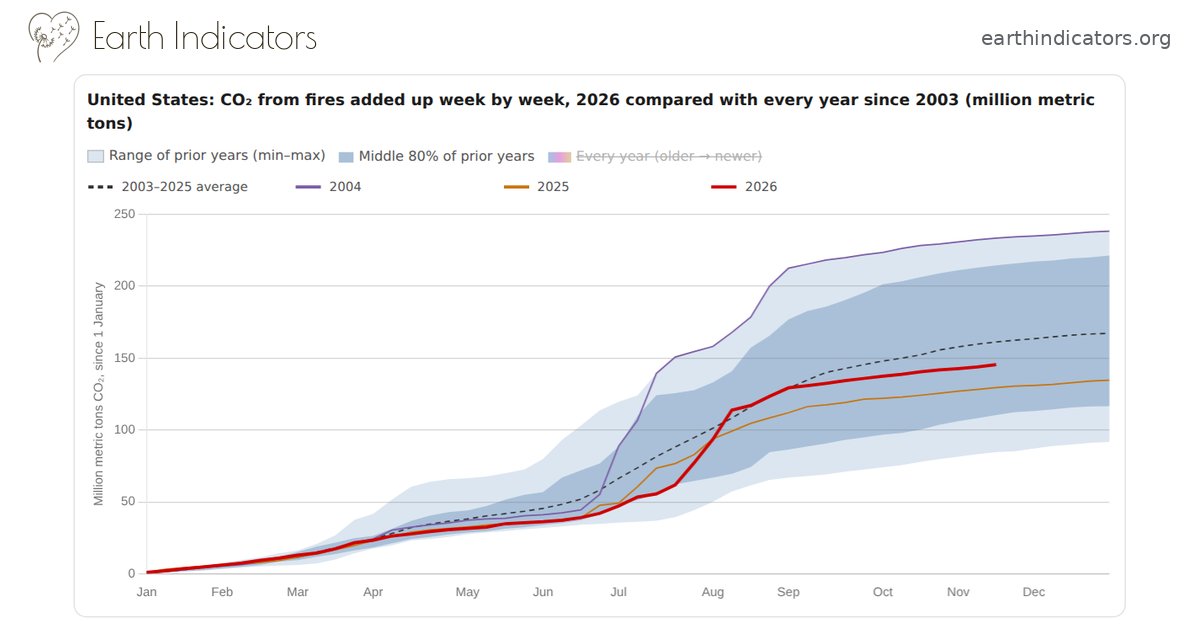 Earth Indicators
earthindicators.org
United States: CO₂ from fires added up week by week, 2026 compared with every year since 2003 (million metric
tons)
Range of prior years (min–max)
Middle 80% of prior years
Every year (older → newer)
2003–2025 average
2004
2025
2026
Million metric tons CO₂, since 1 January
250
200
150
100
50
0
Jan
Feb
Mar
Apr
May
Jun
Jul
Aug
Sep
Oct
Nov
Dec